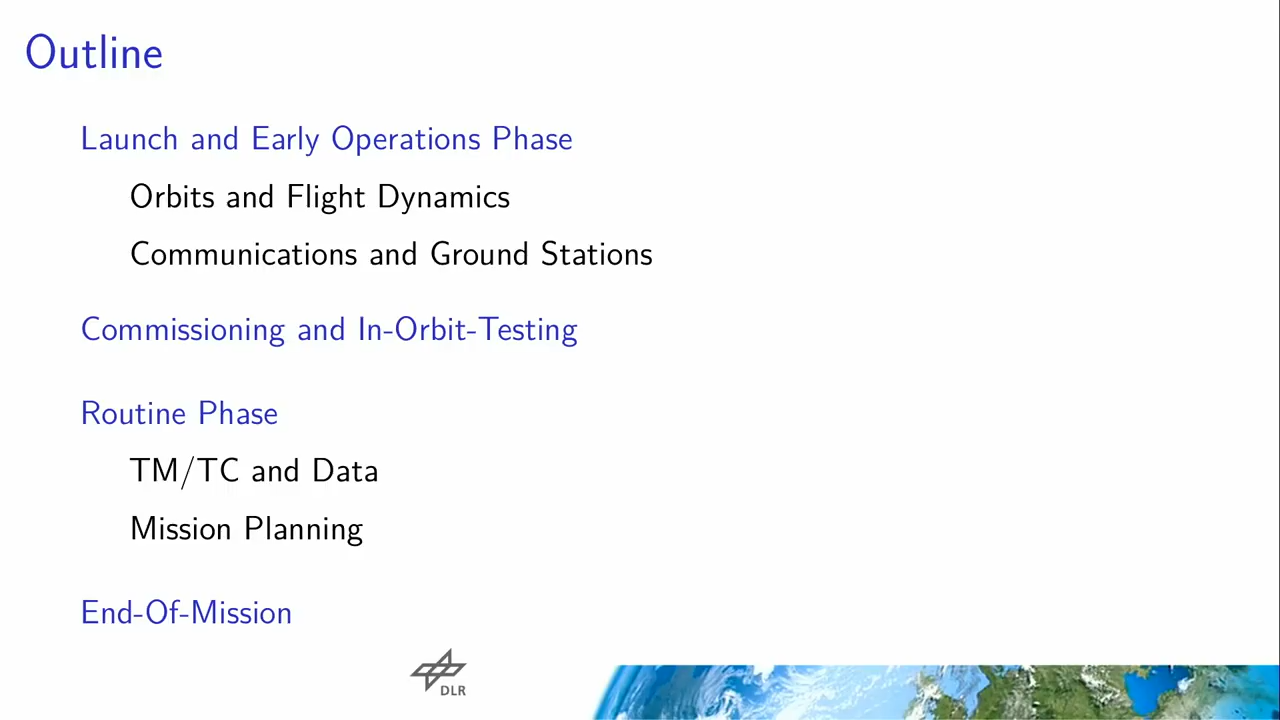 Outline
Launch and Early Operations Phase
Orbits and Flight Dynamics
Communications and Ground Stations
Commissioning and In-Orbit-Testing
Routine Phase
TM/TC and Data
Mission Planning
End-Of-Mission
DLR